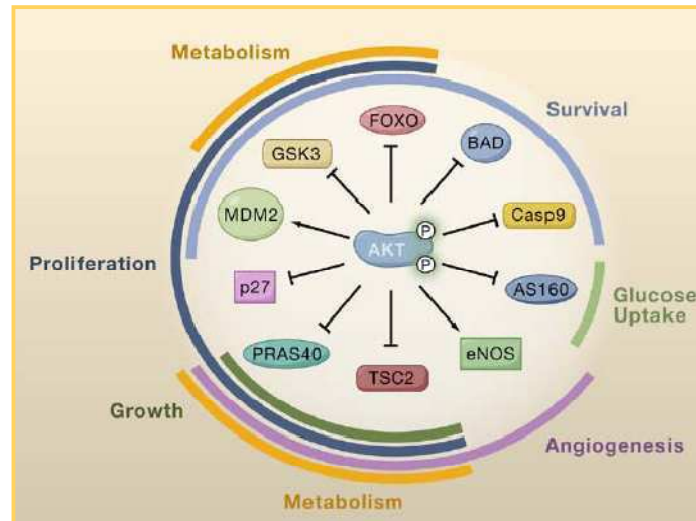 Metabolism
Survival
FOXO
BAD
GSK3
MDM2
Casp9
AKT
P
P
Proliferation
p27
AS160
Glucose
Uptake
PRAS40
eNOS
TSC2
Growth
Angiogenesis
Metabolism